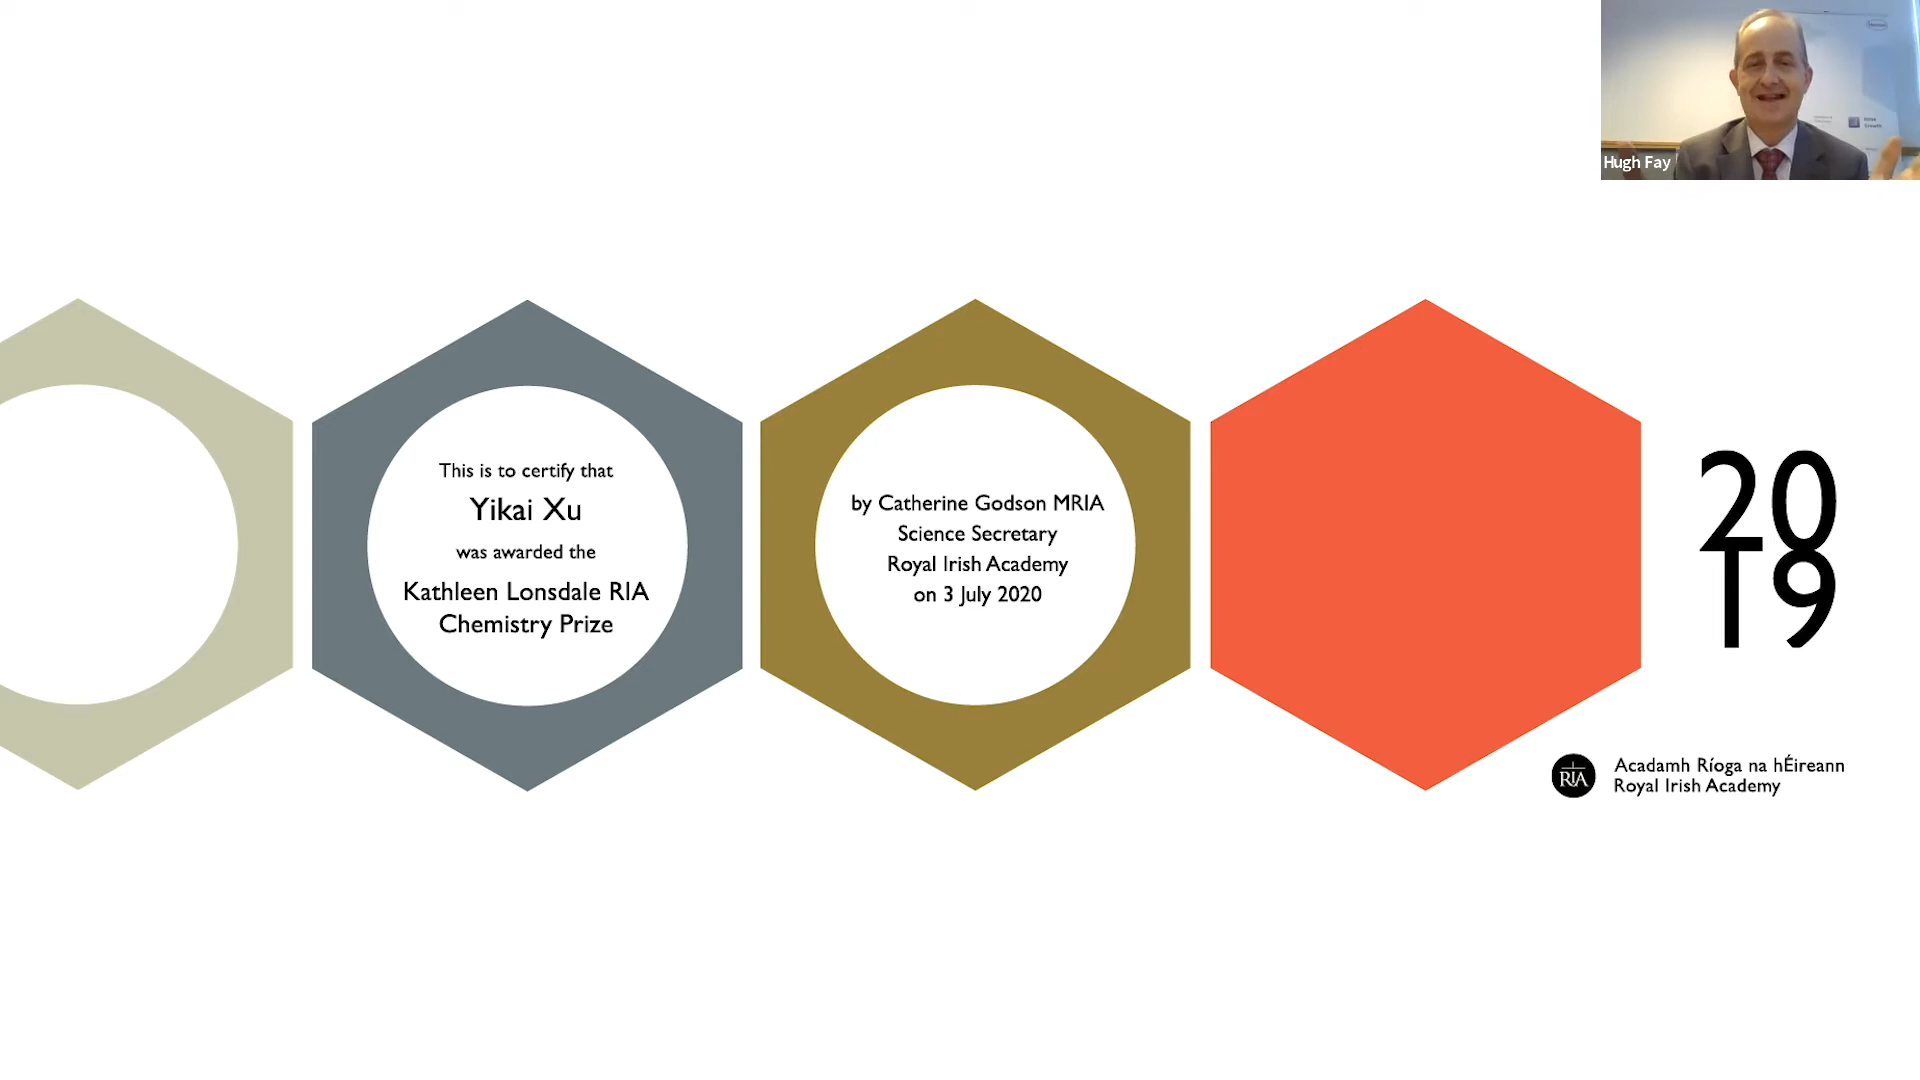 Hugh Fay
This is to certify that
Yikai Xu
was awarded the
Kathleen Lonsdale RIA
Chemistry Prize
by Catherine Godson MRIA
Science Secretary
Royal Irish Academy
on 3 July 2020
20
19
RIA
Acadamh Ríoga na hÉireann
Royal Irish Academy